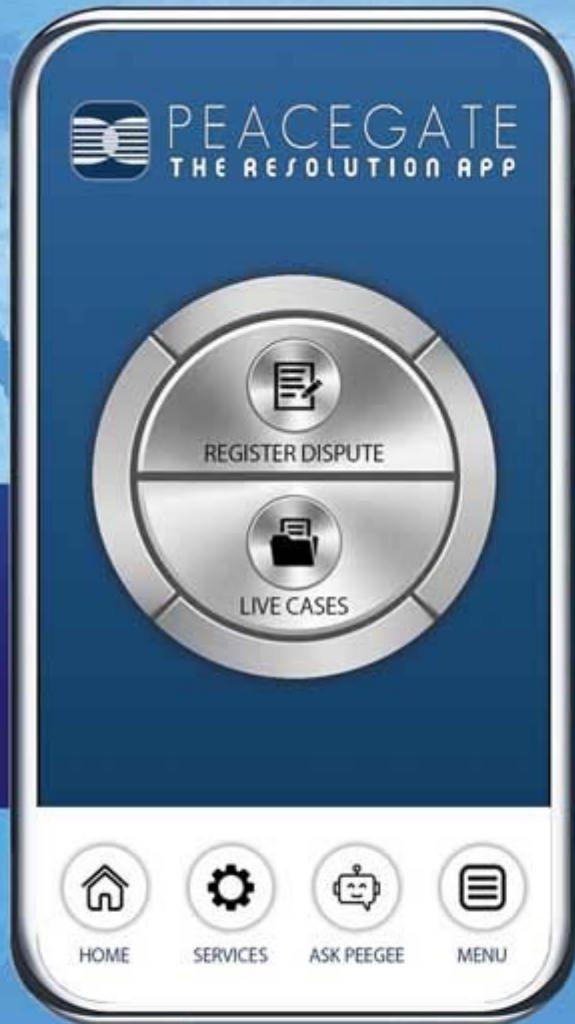 PEACEGATE
THE RESOLUTION APP
REGISTER DISPUTE
LIVE CASES
HOME
SERVICES
ASK PEEGEE
MENU